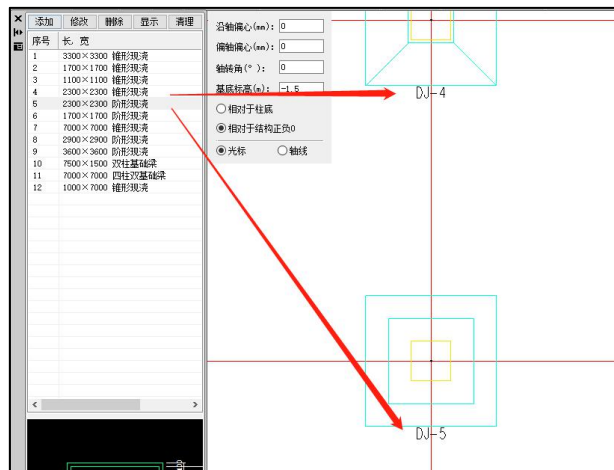 添加 修改 删除 显示 清理
序号 长、宽
1 3300×3300 锥形现浇
2 1700×1700 锥形现浇
3 1100×1100 锥形现浇
4 2300×2300 锥形现浇
5 2300×2300 阶形现浇
6 1700×1700 阶形现浇
7 7000×7000 锥形现浇
8 2900×2900 阶形现浇
9 3600×3600 阶形现浇
10 7500×1500 双柱基础梁
11 7000×7000 四柱双基础梁
12 1000×7000 锥形现浇
沿轴偏心(mm): 0
偏轴偏心(mm): 0
轴转角(°): 0
基底标高(m): -1.5
相对于柱底
相对于结构正负0
光标 轴线
DJ-4
DJ-5